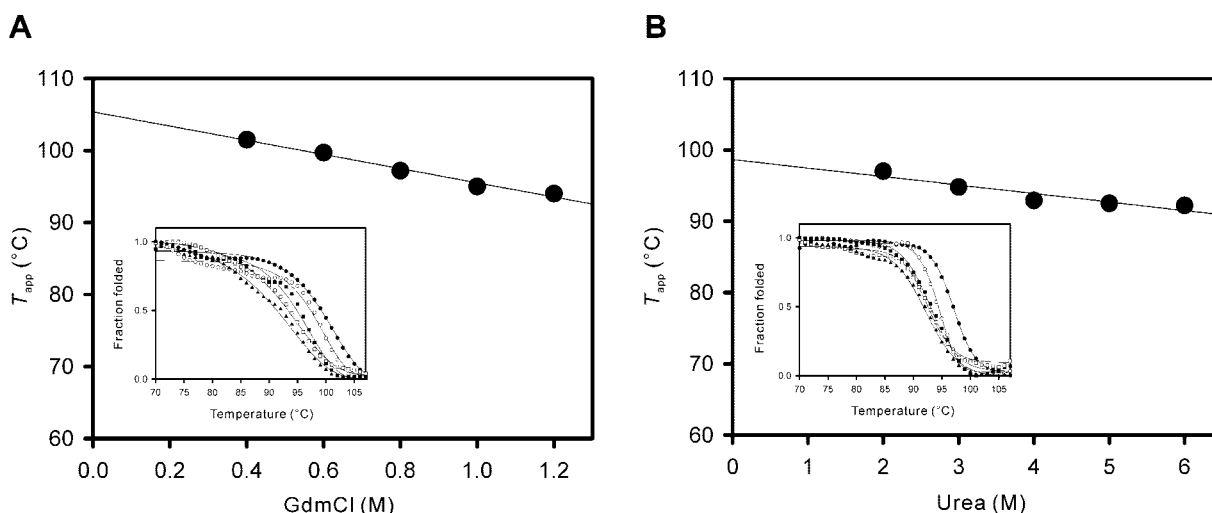 A
B
110
100
90
80
70
60
Tapp (°C)
0.0 0.2 0.4 0.6 0.8 1.0 1.2
GdmCl (M)
1.0
0.5
0.0
Fraction folded
70 75 80 85 90 95 100 105
Temperature (°C)
110
100
90
80
70
60
Tapp (°C)
0 1 2 3 4 5 6
Urea (M)
1.0
0.5
0.0
Fraction folded
70 75 80 85 90 95 100 105
Temperature (°C)